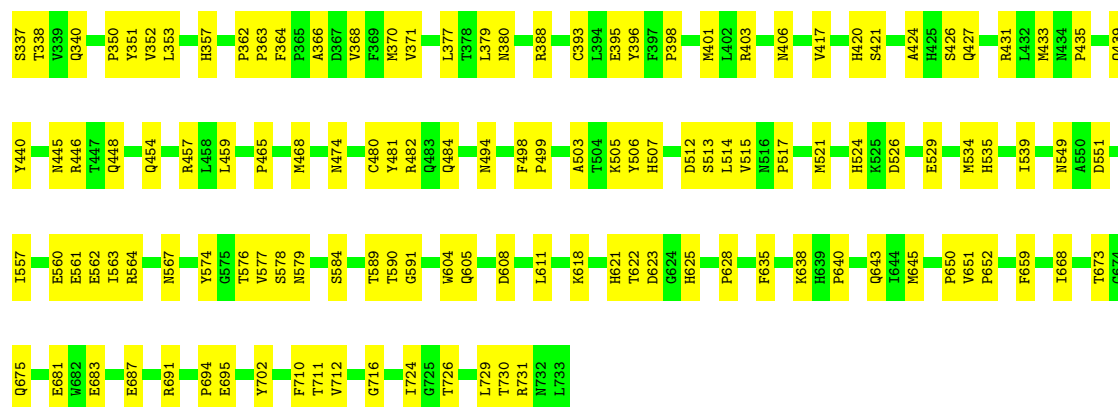 S337 T338 V339 Q340 P350 Y351 V352 L353 H357 P362 P363 F364 P365 A366 D367 V368 F369 M370 V371 L377 T378 L379 N380 R388 C393 L394 E395 Y396 F397 P398 M401 L402 R403 N406 V417 H420 S421 A424 H425 S426 Q427 R431 L432 M433 N434 P435
Y440 N445 R446 T447 Q448 Q454 R457 L458 L459 P465 M468 N474 C480 Y481 R482 Q483 Q484 N494 F498 P499 A503 T504 K505 Y506 H507 D512 S513 L514 V515 N516 P517 M521 H524 K525 D526 E529 M534 H535 I539 N549 A550 D551
I557 E560 E561 E562 I563 R564 N567 Y574 G575 T576 V577 S578 N579 S584 T589 T590 G591 W604 Q605 D608 L611 K618 H621 T622 D623 G624 H625 P628 F635 K638 H639 P640 Q643 I644 M645 P650 V651 P652 F659 I668 T673
Q675 E681 W682 E683 E687 R691 P694 E695 Y702 F710 T711 V712 G716 I724 G725 T726 L729 T730 R731 N732 L733